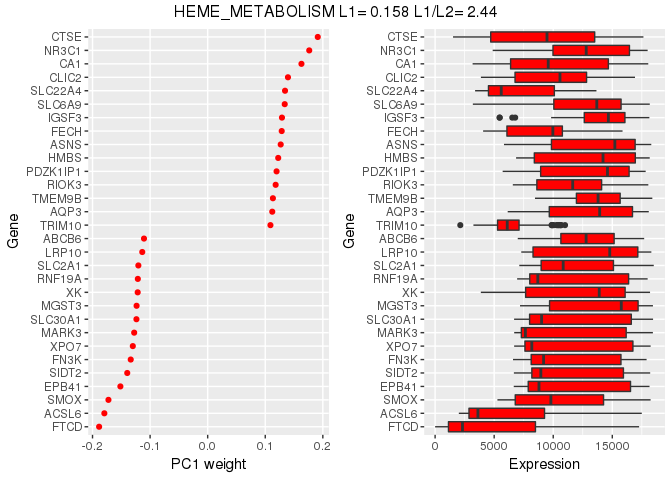 HEME_METABOLISM L1= 0.158 L1/L2= 2.44
Gene
CTSE
NR3C1
CA1
CLIC2
SLC22A4
SLC6A9
IGSF3
FECH
ASNS
HMBS
PDZK1IP1
RIOK3
TMEM9B
AQP3
TRIM10
ABCB6
LRP10
SLC2A1
RNF19A
XK
MGST3
SLC30A1
MARK3
XPO7
FN3K
SIDT2
EPB41
SMOX
ACSL6
FTCD
-0.2 -0.1 0.0 0.1 0.2
PC1 weight
Gene
CTSE
NR3C1
CA1
CLIC2
SLC22A4
SLC6A9
IGSF3
FECH
ASNS
HMBS
PDZK1IP1
RIOK3
TMEM9B
AQP3
TRIM10
ABCB6
LRP10
SLC2A1
RNF19A
XK
MGST3
SLC30A1
MARK3
XPO7
FN3K
SIDT2
EPB41
SMOX
ACSL6
FTCD
0 5000 10000 15000
Expression